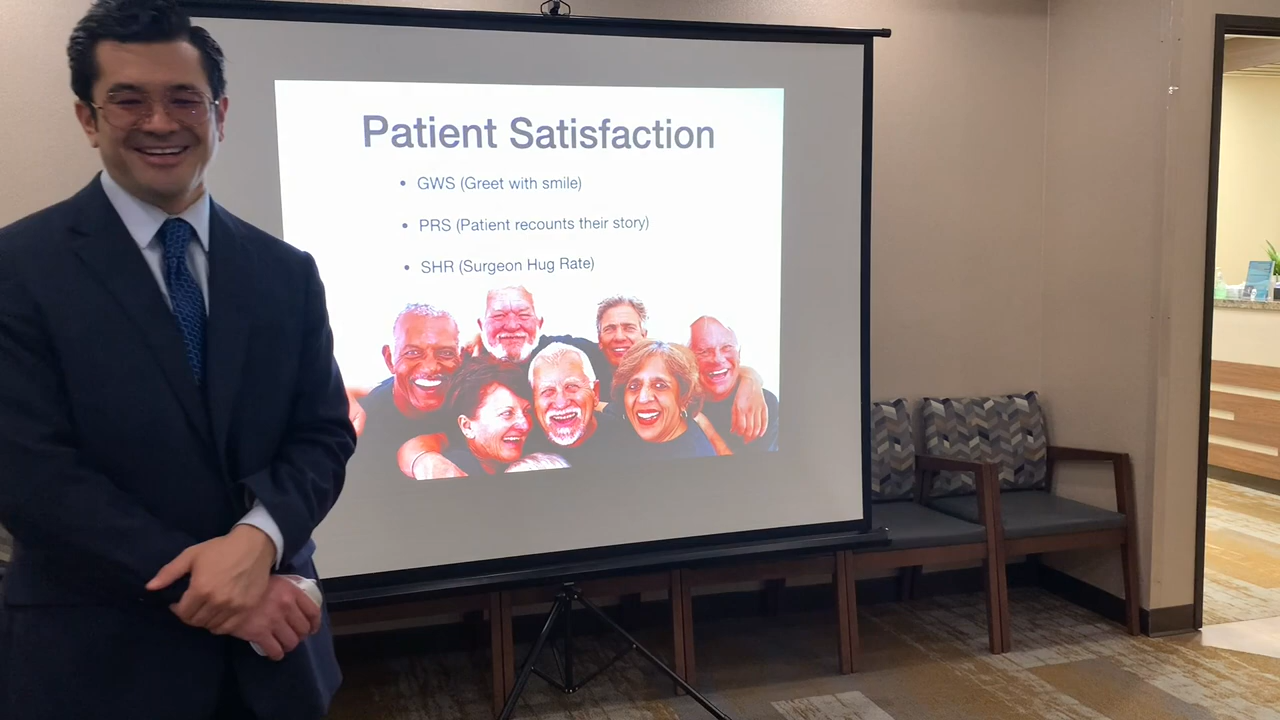 Patient Satisfaction
• GWS (Greet with smile)
• PRS (Patient recounts their story)
• SHR (Surgeon Hug Rate)